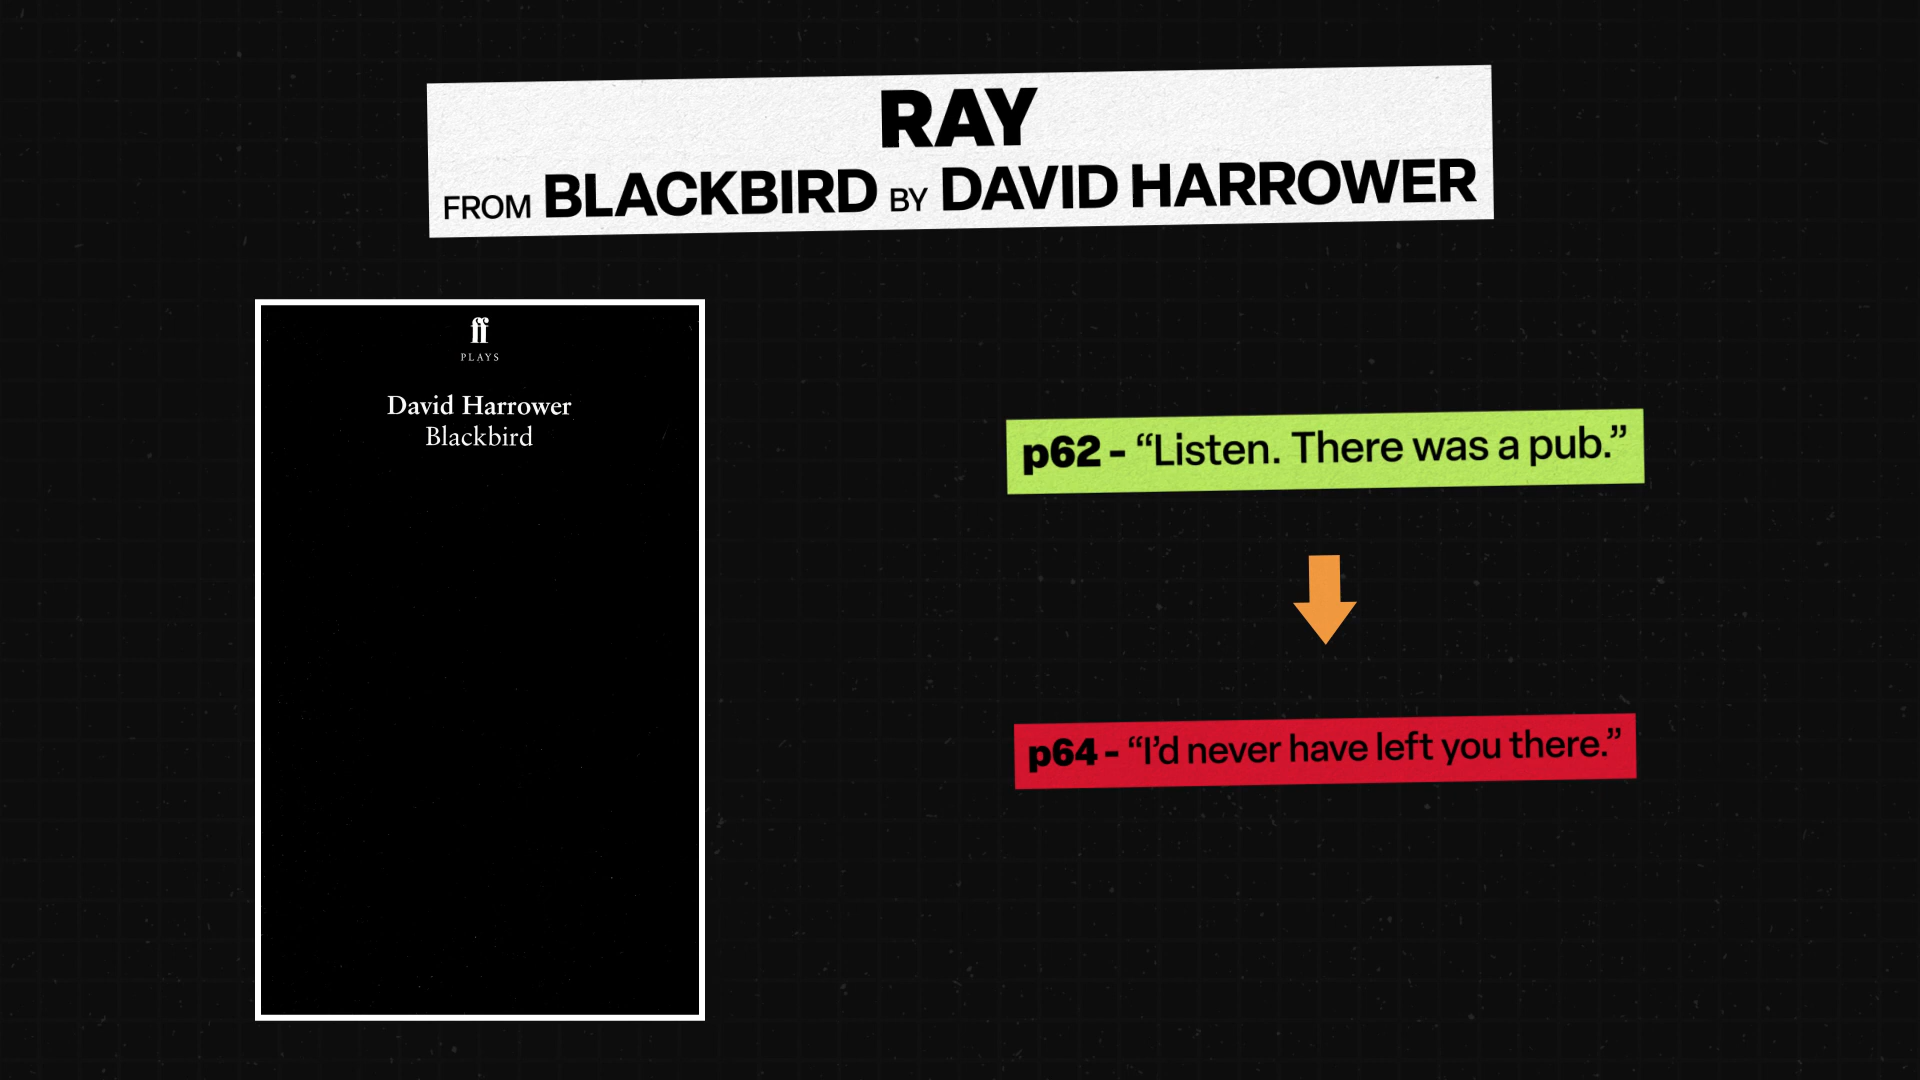 RAY
FROM BLACKBIRD BY DAVID HARROWER
ff
PLAYS
David Harrower
Blackbird
p62 - “Listen. There was a pub.”
p64 - “I’d never have left you there.”